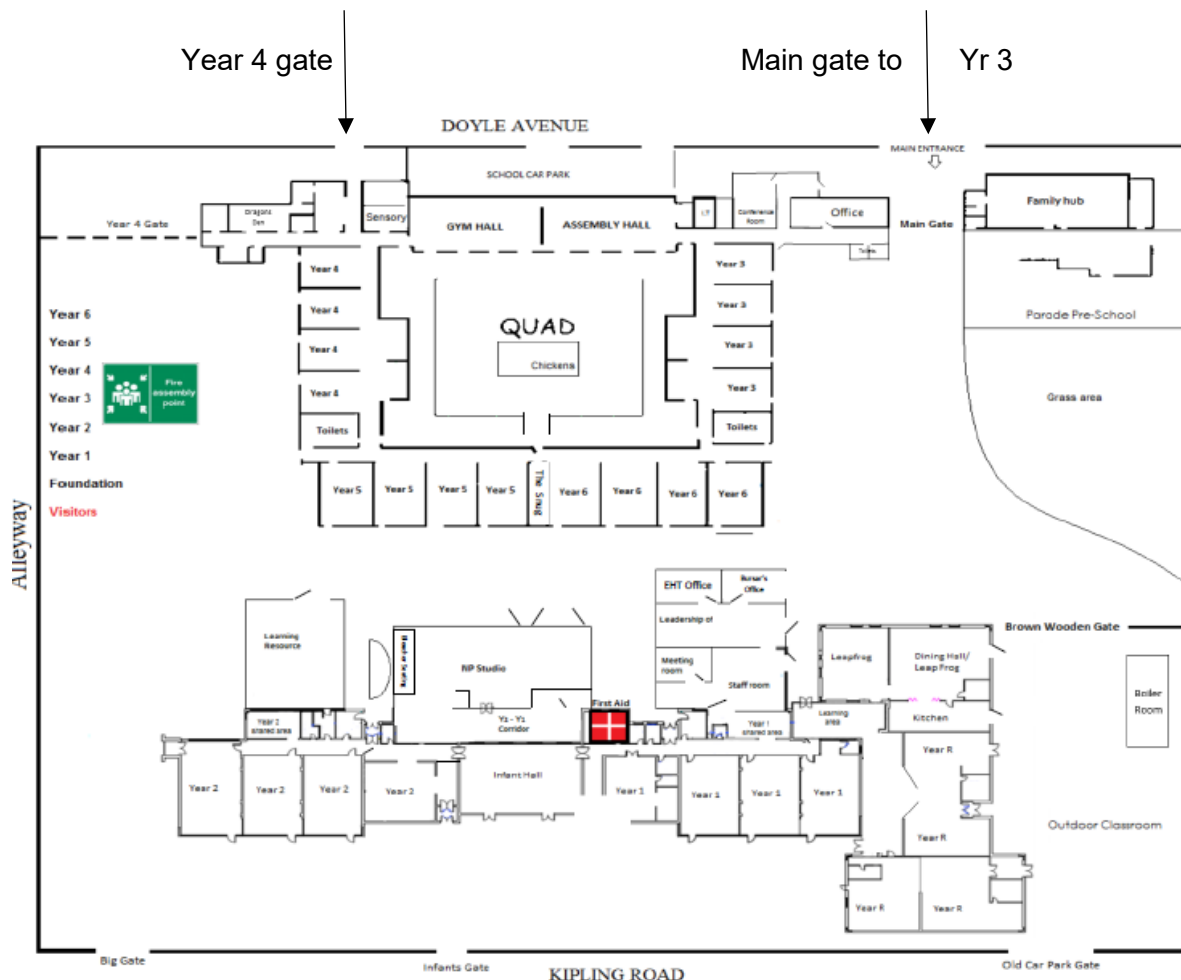 Year 4 gate
Main gate to Yr 3
DOYLE AVENUE
MAIN ENTRANCE
SCHOOL CAR PARK
Dragons
Den
Sensory
GYM HALL
ASSEMBLY HALL
I.T
Conference
Room
Office
Family hub
Year 4 Gate
Main Gate
Toilets
Year 4
Year 4
Year 4
Year 4
Toilets
QUAD
Chickens
Year 3
Year 3
Year 3
Year 3
Toilets
Parade Pre-School
Grass area
Year 6
Year 5
Year 4
Year 3
Year 2
Year 1
Foundation
Visitors
Fire
assembly
point
Alleyway
Year 5
Year 5
Year 5
Year 5
The Snug
Year 6
Year 6
Year 6
Year 6
EHT Office
Bursar's
Office
Leadership of
Learning
Resource
Bleacher Seating
NP Studio
Meeting
room
Staff room
Leapfrog
Dining Hall/
Leap Frog
Brown Wooden Gate
Boiler
Room
First Aid
Year 2
shared area
Y2 - Y1
Corridor
Year 1
shared area
Learning
area
Kitchen
Year 2
Year 2
Year 2
Year 2
Infant Hall
Year 1
Year 1
Year 1
Year 1
Year R
Year R
Outdoor Classroom
Year R
Year R
Big Gate
Infants Gate
KIPLING ROAD
Old Car Park Gate